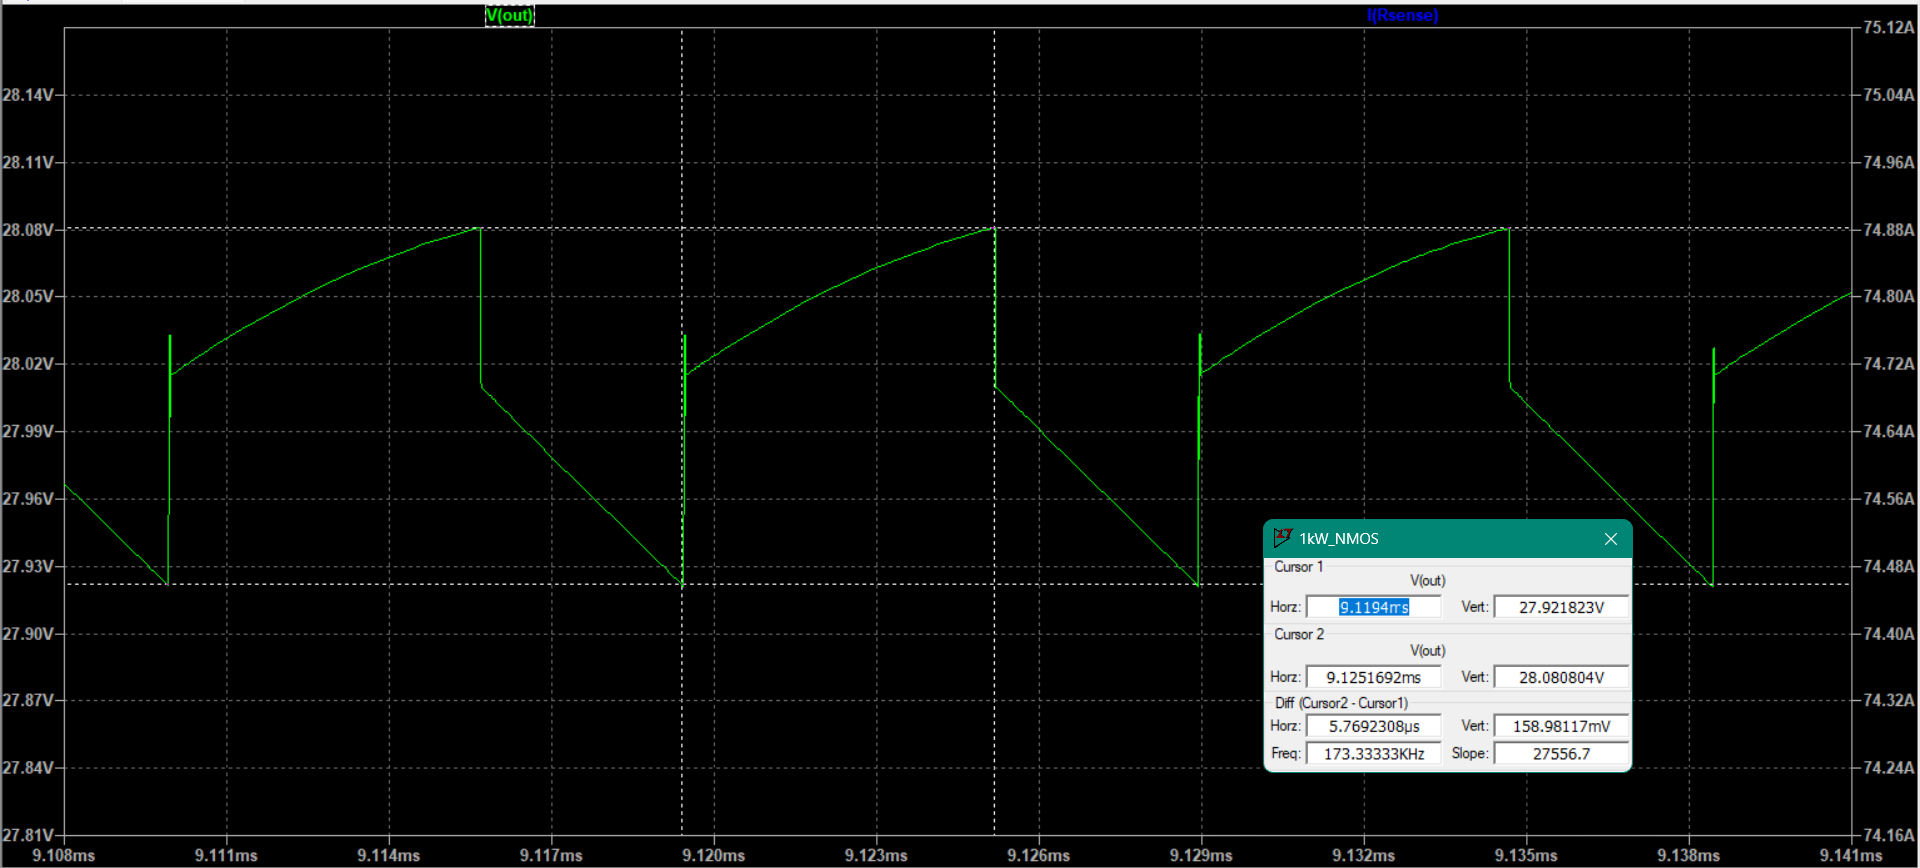 V(out) I(Rsense)
75.12A
28.14V 75.04A
28.11V 74.96A
28.08V 74.88A
28.05V 74.80A
28.02V 74.72A
27.99V 74.64A
27.96V 74.56A
27.93V 74.48A
27.90V 74.40A
27.87V 74.32A
27.84V 74.24A
27.81V 74.16A
9.108ms 9.111ms 9.114ms 9.117ms 9.120ms 9.123ms 9.126ms 9.129ms 9.132ms 9.135ms 9.138ms 9.141ms
1kW_NMOS
Cursor 1
V(out)
Horz: 9.1194ms Vert: 27.921823V
Cursor 2
V(out)
Horz: 9.1251692ms Vert: 28.080804V
Diff (Cursor2 - Cursor1)
Horz: 5.7692308µs Vert: 158.98117mV
Freq: 173.33333KHz Slope: 27556.7